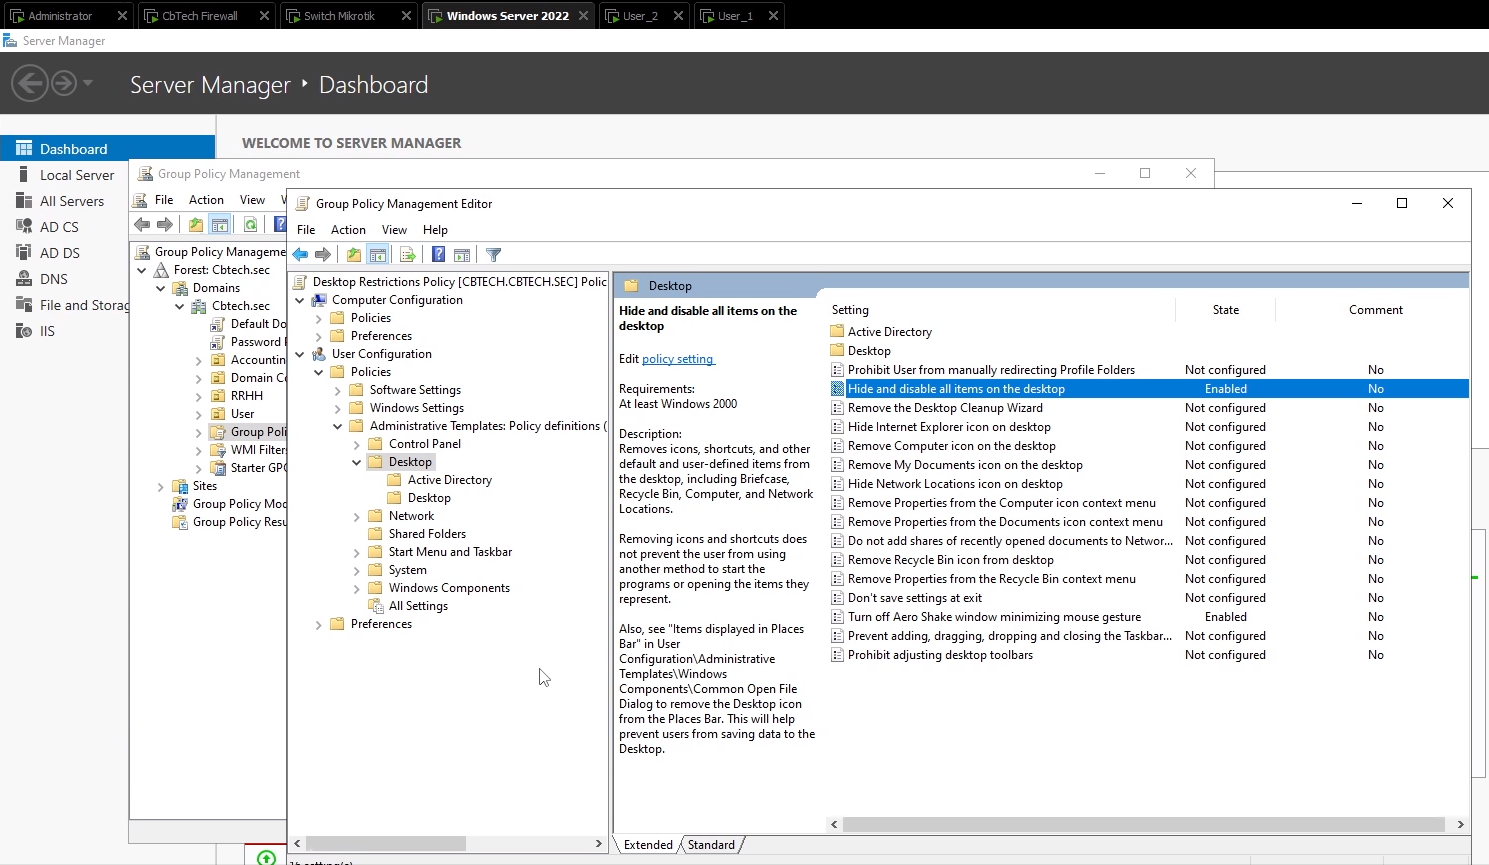 Administrator
CbTech Firewall
Switch Mikrotik
Windows Server 2022
User_2
User_1
Server Manager
Server Manager • Dashboard
Dashboard
Local Server
All Servers
AD CS
AD DS
DNS
File and Storag
IIS
WELCOME TO SERVER MANAGER
Group Policy Management
File Action View
Group Policy Manageme
Forest: Cbtech.sec
Domains
Cbtech.sec
Default Do
Password
Accountin
Domain Co
RRHH
User
Group Poli
WMI Filter
Starter GPO
Sites
Group Policy Mod
Group Policy Resu
Group Policy Management Editor
File Action View Help
Desktop Restrictions Policy [CBTECH.CBTECH.SEC] Polic
Computer Configuration
Policies
Preferences
User Configuration
Policies
Software Settings
Windows Settings
Administrative Templates: Policy definitions (
Control Panel
Desktop
Active Directory
Desktop
Network
Shared Folders
Start Menu and Taskbar
System
Windows Components
All Settings
Preferences
Desktop
Hide and disable all items on the
desktop
Edit policy setting
Requirements:
At least Windows 2000
Description:
Removes icons, shortcuts, and other
default and user-defined items from
the desktop, including Briefcase,
Recycle Bin, Computer, and Network
Locations.
Removing icons and shortcuts does
not prevent the user from using
another method to start the
programs or opening the items they
represent.
Also, see "Items displayed in Places
Bar" in User
Configuration\Administrative
Templates\Windows
Components\Common Open File
Dialog to remove the Desktop icon
from the Places Bar. This will help
prevent users from saving data to the
Desktop.
Setting State Comment
Active Directory
Desktop
Prohibit User from manually redirecting Profile Folders Not configured No
Hide and disable all items on the desktop Enabled No
Remove the Desktop Cleanup Wizard Not configured No
Hide Internet Explorer icon on desktop Not configured No
Remove Computer icon on the desktop Not configured No
Remove My Documents icon on the desktop Not configured No
Hide Network Locations icon on desktop Not configured No
Remove Properties from the Computer icon context menu Not configured No
Remove Properties from the Documents icon context menu Not configured No
Do not add shares of recently opened documents to Networ... Not configured No
Remove Recycle Bin icon from desktop Not configured No
Remove Properties from the Recycle Bin context menu Not configured No
Don't save settings at exit Not configured No
Turn off Aero Shake window minimizing mouse gesture Enabled No
Prevent adding, dragging, dropping and closing the Taskbar... Not configured No
Prohibit adjusting desktop toolbars Not configured No
Extended Standard